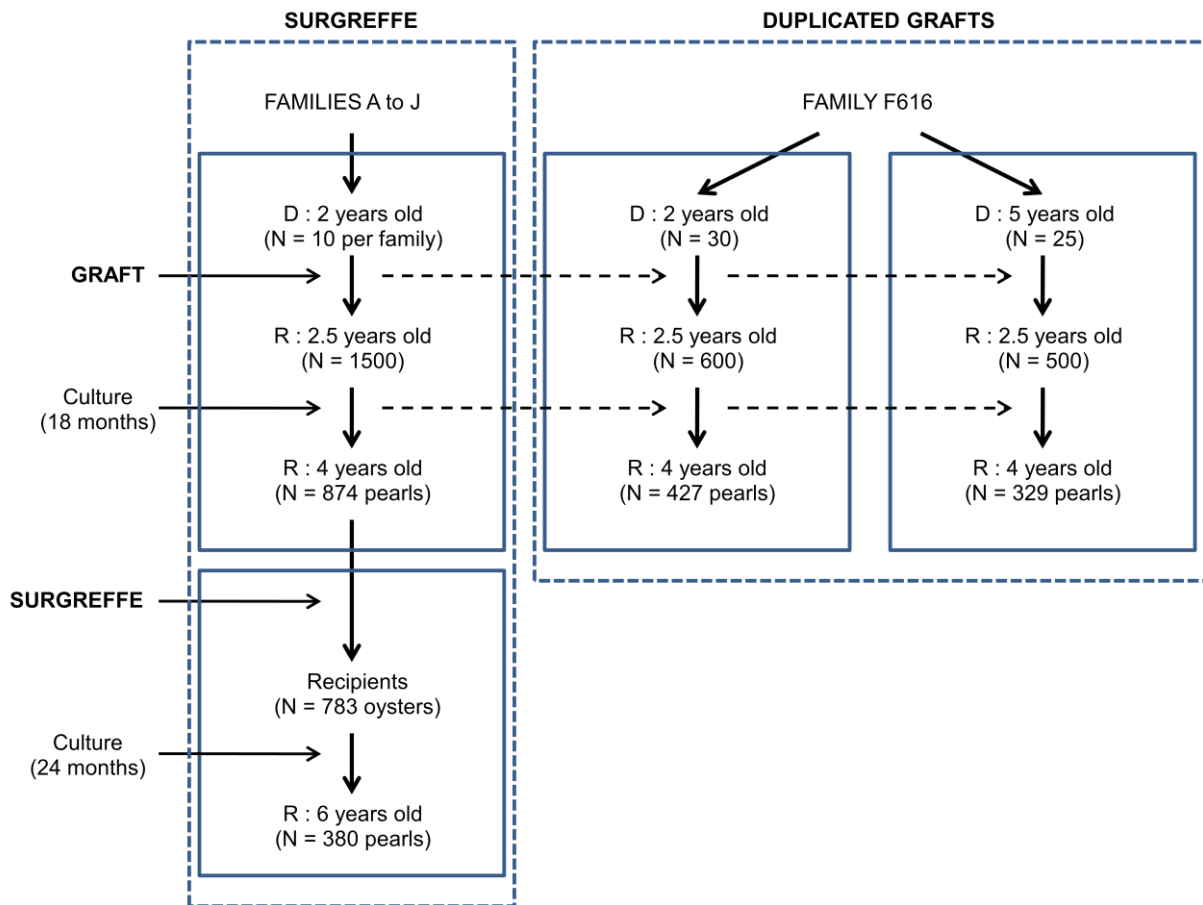 SURGREFFE
DUPLICATED GRAFTS
FAMILIES A to J
FAMILY F616
D : 2 years old
(N = 10 per family)
D : 2 years old
(N = 30)
D : 5 years old
(N = 25)
GRAFT
R : 2.5 years old
(N = 1500)
R : 2.5 years old
(N = 600)
R : 2.5 years old
(N = 500)
Culture
(18 months)
R : 4 years old
(N = 874 pearls)
R : 4 years old
(N = 427 pearls)
R : 4 years old
(N = 329 pearls)
SURGREFFE
Recipients
(N = 783 oysters)
Culture
(24 months)
R : 6 years old
(N = 380 pearls)